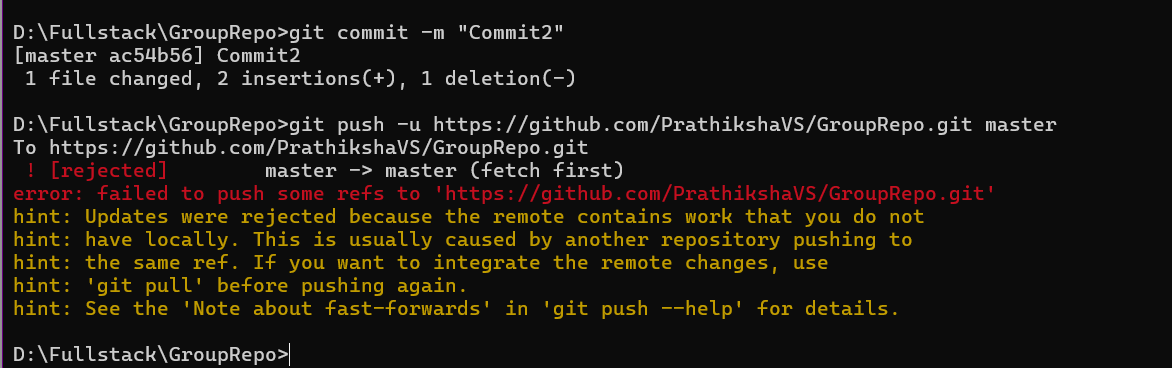 D:\Fullstack\GroupRepo>git commit -m "Commit2"
[master ac54b56] Commit2
 1 file changed, 2 insertions(+), 1 deletion(-)
D:\Fullstack\GroupRepo>git push -u https://github.com/PrathikshaVS/GroupRepo.git master
To https://github.com/PrathikshaVS/GroupRepo.git
 ! [rejected]        master -> master (fetch first)
error: failed to push some refs to 'https://github.com/PrathikshaVS/GroupRepo.git'
hint: Updates were rejected because the remote contains work that you do not
hint: have locally. This is usually caused by another repository pushing to
hint: the same ref. If you want to integrate the remote changes, use
hint: 'git pull' before pushing again.
hint: See the 'Note about fast-forwards' in 'git push --help' for details.
D:\Fullstack\GroupRepo>